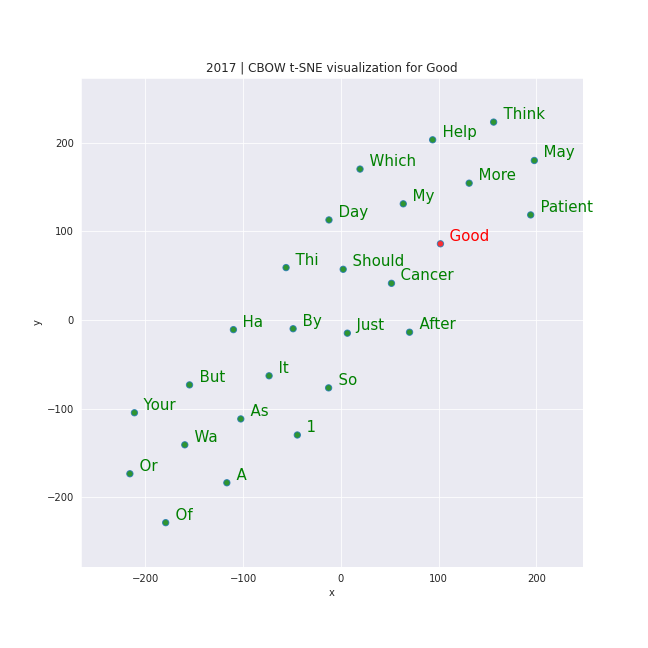 2017 | CBOW t-SNE visualization for Good
Think
Help
May
Which
More
My
Patient
Day
Good
Thi
Should
Cancer
Ha
By
Just
After
It
But
So
Your
As
1
Wa
Or
A
Of
200
100
0
−100
−200
y
−200
−100
0
100
200
x